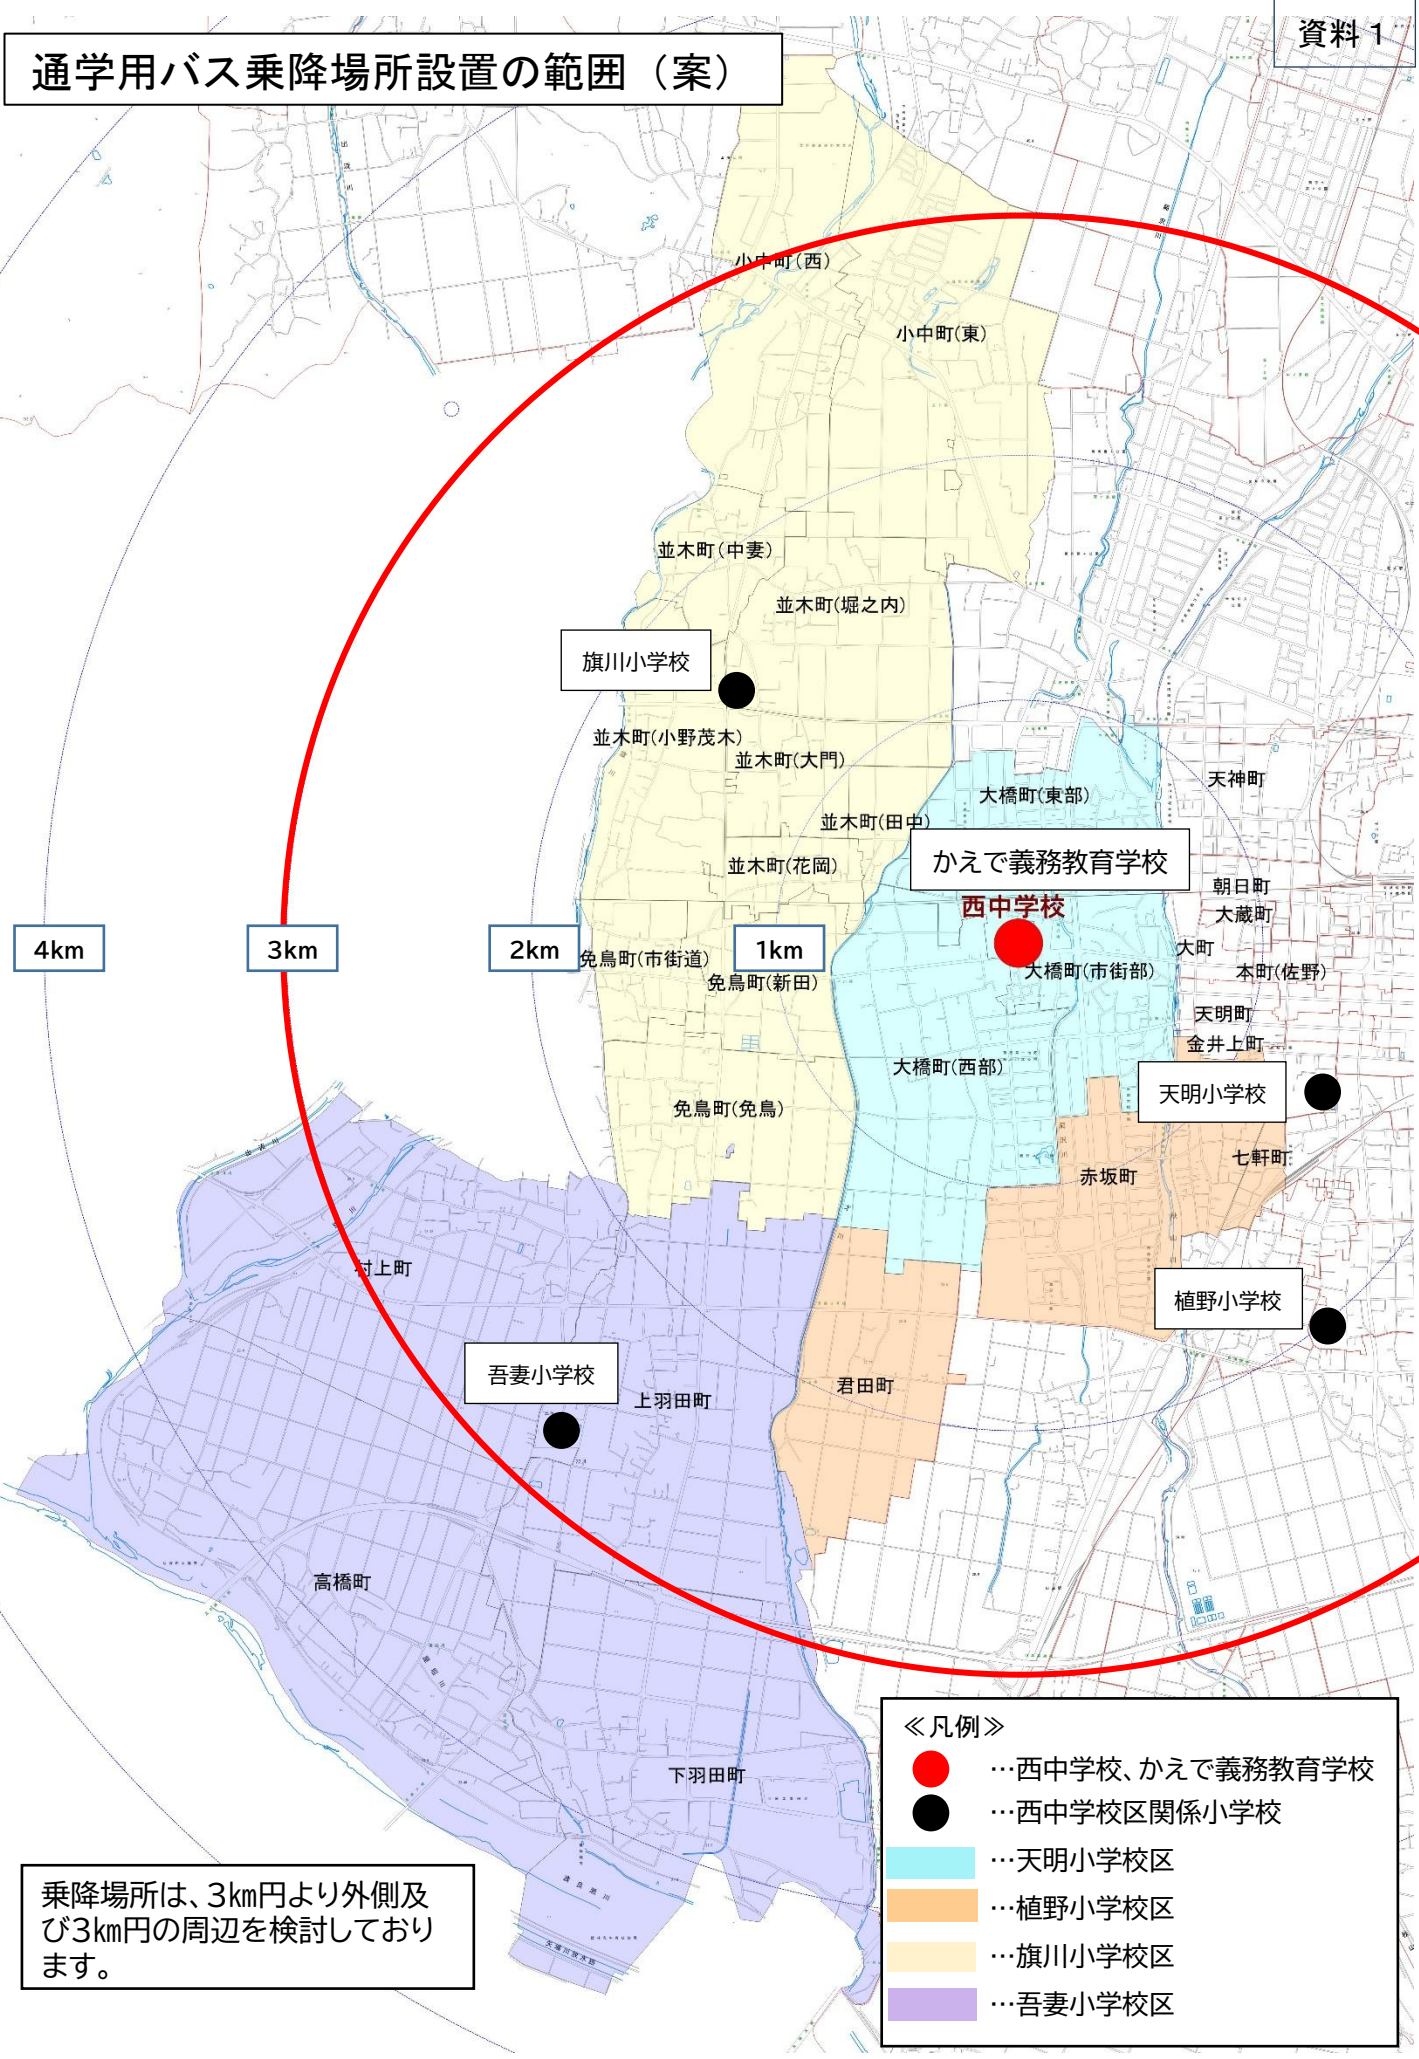 資料１
通学用バス乗降場所設置の範囲（案）
小中町(西)
小中町(東)
並木町(中妻)
並木町(堀之内)
旗川小学校
並木町(小野茂木)
並木町(大門)
天神町
大橋町(東部)
並木町(田中)
かえで義務教育学校
並木町(花岡)
朝日町
西中学校
大蔵町
4km
3km
2km
1km
免鳥町(市街道)
免鳥町(新田)
大橋町(市街部)
大町
本町(佐野)
天明町
金井上町
大橋町(西部)
天明小学校
免鳥町(免鳥)
七軒町
赤坂町
村上町
植野小学校
吾妻小学校
上羽田町
君田町
高橋町
下羽田町
≪凡例≫
…西中学校、かえで義務教育学校
…西中学校区関係小学校
…天明小学校区
…植野小学校区
…旗川小学校区
…吾妻小学校区
乗降場所は、３㎞円より外側及
び３㎞円の周辺を検討しており
ます。